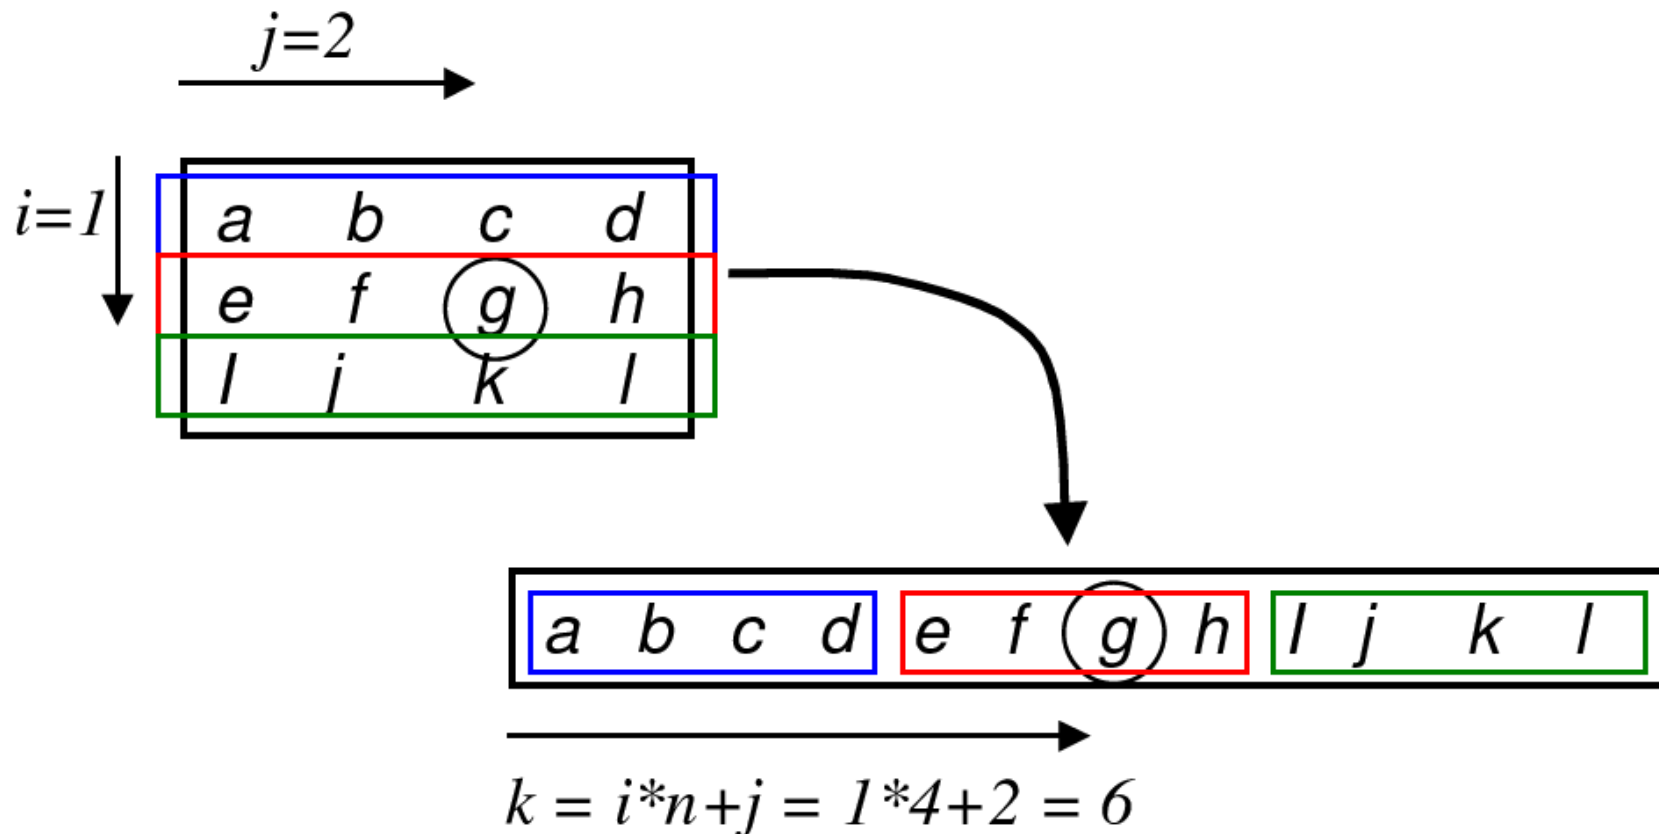 j=2
i=1
a b c d
e f g h
l j k l
a b c d e f g h l j k l
k = i*n+j = 1*4+2 = 6